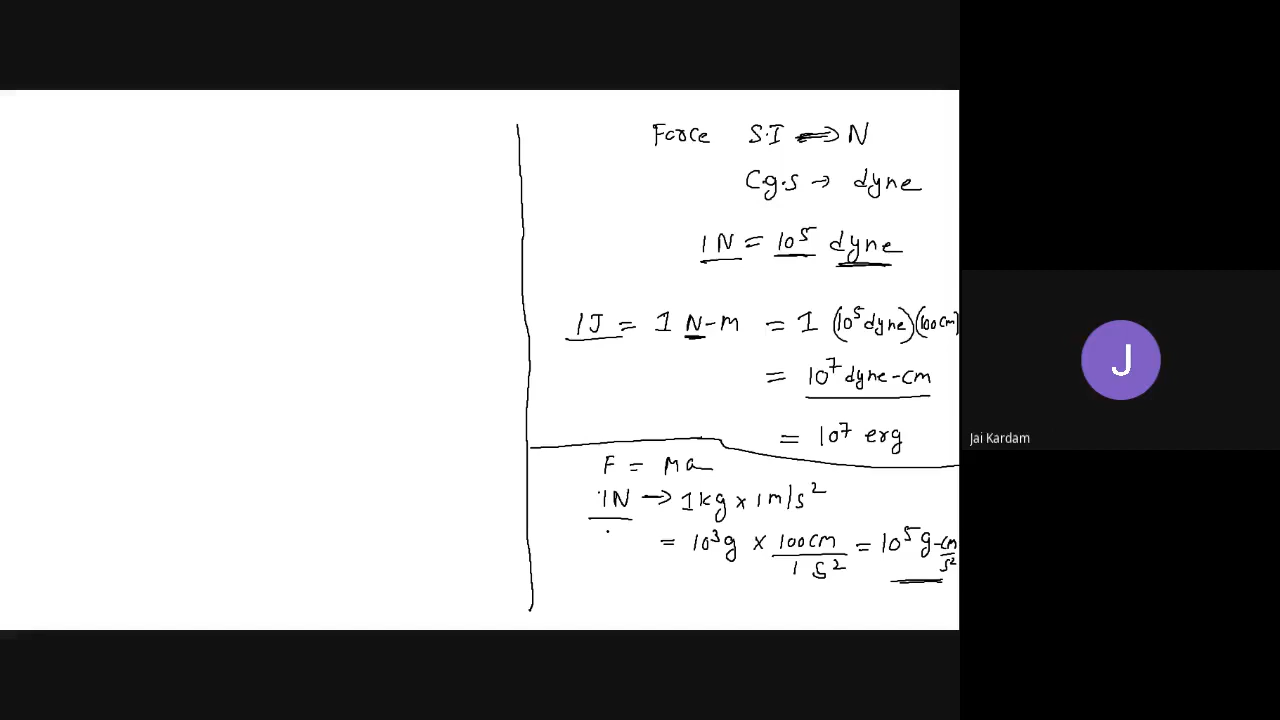 Force S.I ⟹ N
C.g.s → dyne
1N = 10⁵ dyne
1J = 1 N-m = 1 (10⁵ dyne)(100cm)
= 10⁷ dyne-cm
= 10⁷ erg
F = ma
1N → 1kg × 1m/s²
= 10³g × 100cm/1 S² = 10⁵ g-cm/s²
J
Jai Kardam